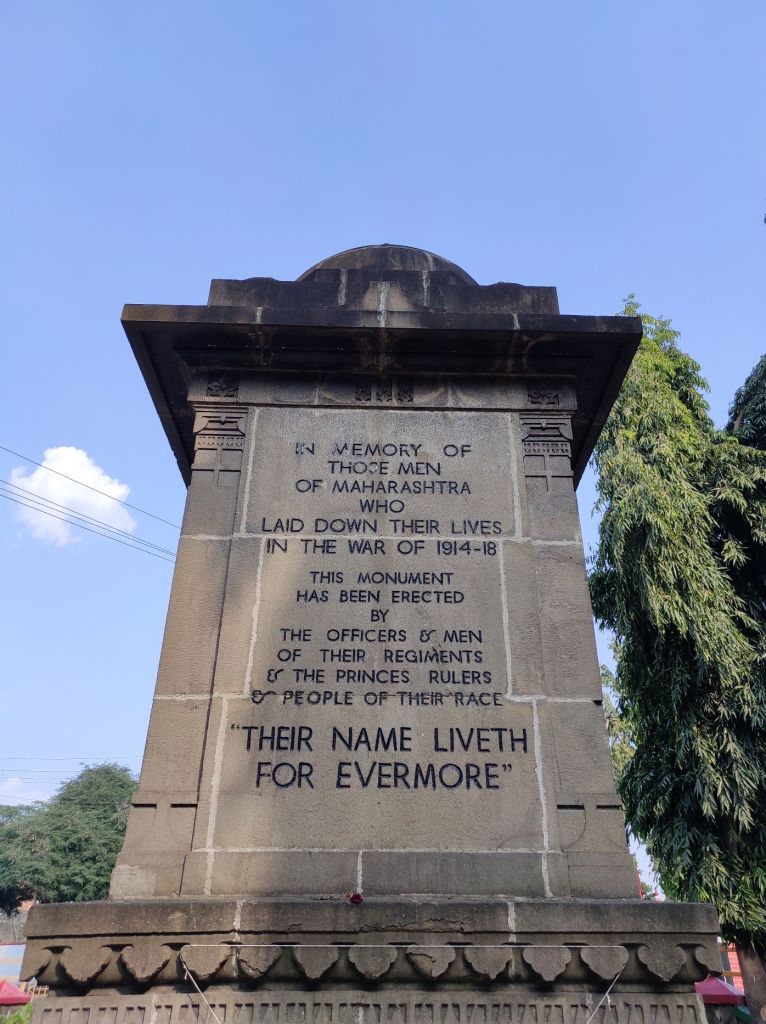 IN MEMORY OF
THOSE MEN
OF MAHARASHTRA
WHO
LAID DOWN THEIR LIVES
IN THE WAR OF 1914-18
THIS MONUMENT
HAS BEEN ERECTED
BY
THE OFFICERS & MEN
OF THEIR REGIMENTS
& THE PRINCES RULERS
& PEOPLE OF THEIR RACE
"THEIR NAME LIVETH
FOR EVERMORE"